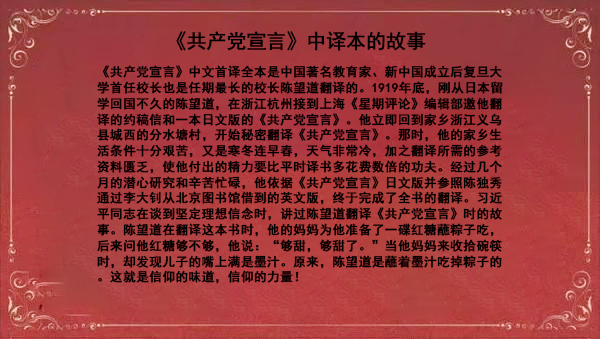 《共产党宣言》中译本的故事
《共产党宣言》中文首译全本是中国著名教育家、新中国成立后复旦大
学首任校长也是任期最长的校长陈望道翻译的。1919年底，刚从日本留
学回国不久的陈望道，在浙江杭州接到上海《星期评论》编辑部邀他翻
译的约稿信和一本日文版的《共产党宣言》。他立即回到家乡浙江义乌
县城西的分水塘村，开始秘密翻译《共产党宣言》。那时，他的家乡生
活条件十分艰苦，又是寒冬连早春，天气非常冷，加之翻译所需的参考
资料匮乏，使他付出的精力要比平时译书多花费数倍的功夫。经过几个
月的潜心研究和辛苦忙碌，他依据《共产党宣言》日文版并参照陈独秀
通过李大钊从北京图书馆借到的英文版，终于完成了全书的翻译。习近
平同志在谈到坚定理想信念时，讲过陈望道翻译《共产党宣言》时的故
事。陈望道在翻译这本书时，他的妈妈为他准备了一碟红糖蘸粽子吃，
后来问他红糖够不够，他说：“够甜，够甜了。”当他妈妈来收拾碗筷
时，却发现儿子的嘴上满是墨汁。原来，陈望道是蘸着墨汁吃掉粽子的
。这就是信仰的味道，信仰的力量！